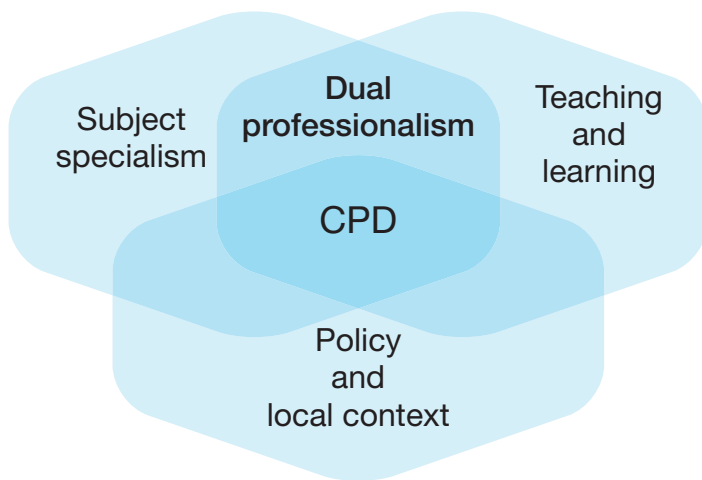 Subject
specialism
Dual
professionalism
Teaching
and
learning
CPD
Policy
and
local context